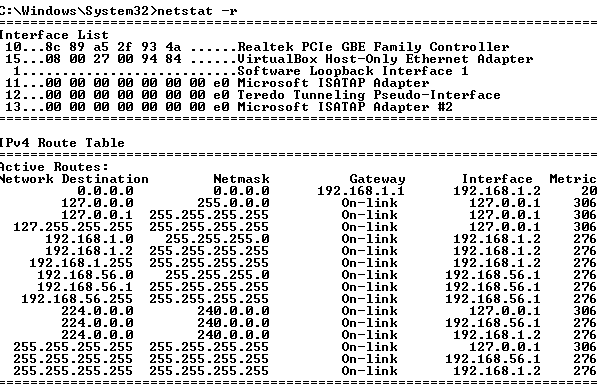 C:\Windows\System32>netstat -r
===========================================================================
Interface List
 10...8c 89 a5 2f 93 4a ......Realtek PCIe GBE Family Controller
 15...08 00 27 00 94 84 ......VirtualBox Host-Only Ethernet Adapter
  1...........................Software Loopback Interface 1
 11...00 00 00 00 00 00 00 e0 Microsoft ISATAP Adapter
 12...00 00 00 00 00 00 00 e0 Teredo Tunneling Pseudo-Interface
 13...00 00 00 00 00 00 00 e0 Microsoft ISATAP Adapter #2
===========================================================================
IPv4 Route Table
===========================================================================
Active Routes:
Network Destination        Netmask          Gateway       Interface  Metric
          0.0.0.0          0.0.0.0      192.168.1.1      192.168.1.2     20
        127.0.0.0        255.0.0.0         On-link         127.0.0.1    306
        127.0.0.1  255.255.255.255         On-link         127.0.0.1    306
  127.255.255.255  255.255.255.255         On-link         127.0.0.1    306
      192.168.1.0    255.255.255.0         On-link       192.168.1.2    276
      192.168.1.2  255.255.255.255         On-link       192.168.1.2    276
    192.168.1.255  255.255.255.255         On-link       192.168.1.2    276
     192.168.56.0    255.255.255.0         On-link      192.168.56.1    276
     192.168.56.1  255.255.255.255         On-link      192.168.56.1    276
   192.168.56.255  255.255.255.255         On-link      192.168.56.1    276
        224.0.0.0        240.0.0.0         On-link         127.0.0.1    306
        224.0.0.0        240.0.0.0         On-link      192.168.56.1    276
        224.0.0.0        240.0.0.0         On-link       192.168.1.2    276
  255.255.255.255  255.255.255.255         On-link         127.0.0.1    306
  255.255.255.255  255.255.255.255         On-link      192.168.56.1    276
  255.255.255.255  255.255.255.255         On-link       192.168.1.2    276
===========================================================================